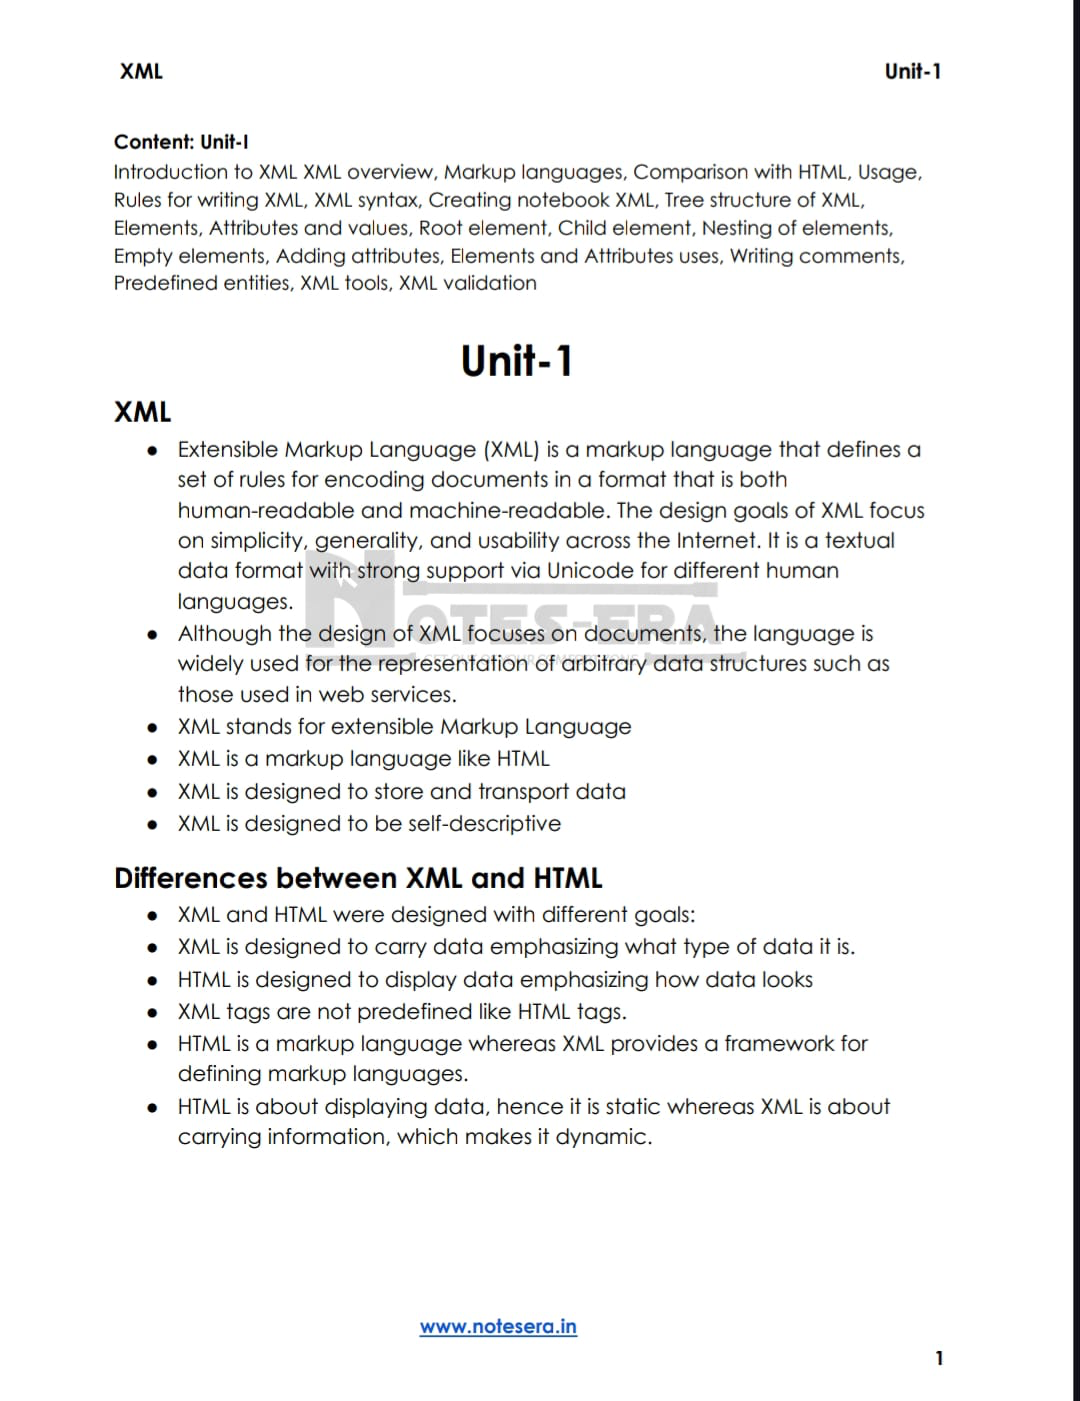 XML Unit-1
Content: Unit-I
Introduction to XML XML overview, Markup languages, Comparison with HTML, Usage,
Rules for writing XML, XML syntax, Creating notebook XML, Tree structure of XML,
Elements, Attributes and values, Root element, Child element, Nesting of elements,
Empty elements, Adding attributes, Elements and Attributes uses, Writing comments,
Predefined entities, XML tools, XML validation
Unit-1
XML
● Extensible Markup Language (XML) is a markup language that defines a
set of rules for encoding documents in a format that is both
human-readable and machine-readable. The design goals of XML focus
on simplicity, generality, and usability across the Internet. It is a textual
data format with strong support via Unicode for different human
languages.
NOTES-ERA
● Although the design of XML focuses on documents, the language is
widely used for the representation of arbitrary data structures such as
those used in web services.
● XML stands for extensible Markup Language
● XML is a markup language like HTML
● XML is designed to store and transport data
● XML is designed to be self-descriptive
Differences between XML and HTML
● XML and HTML were designed with different goals:
● XML is designed to carry data emphasizing what type of data it is.
● HTML is designed to display data emphasizing how data looks
● XML tags are not predefined like HTML tags.
● HTML is a markup language whereas XML provides a framework for
defining markup languages.
● HTML is about displaying data, hence it is static whereas XML is about
carrying information, which makes it dynamic.
www.notesera.in
1